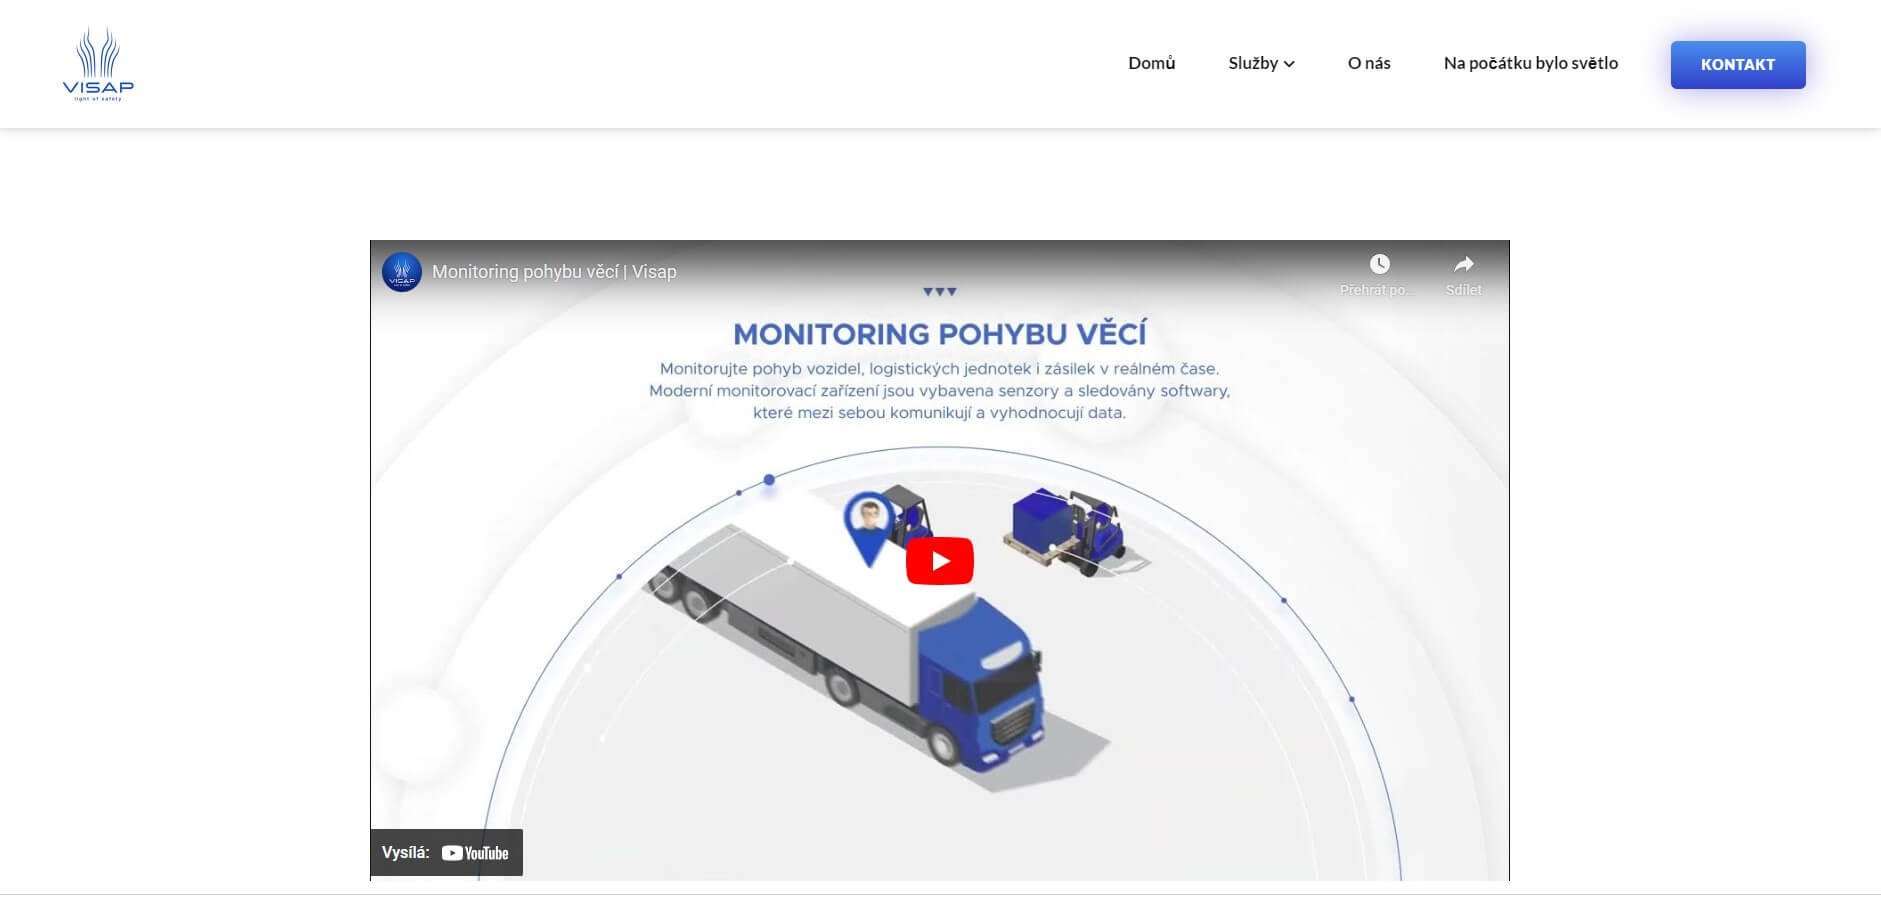 VISAP
light of safety
Domů
Služby
O nás
Na počátku bylo světlo
KONTAKT
VISAP
Monitoring pohybu věcí | Visap
Přehrát po...
Sdílet
MONITORING POHYBU VĚCÍ
Monitorujte pohyb vozidel, logistických jednotek i zásilek v reálném čase.
Moderní monitorovací zařízení jsou vybavena senzory a sledovány softwary,
které mezi sebou komunikují a vyhodnocují data.
Vysílá: YouTube